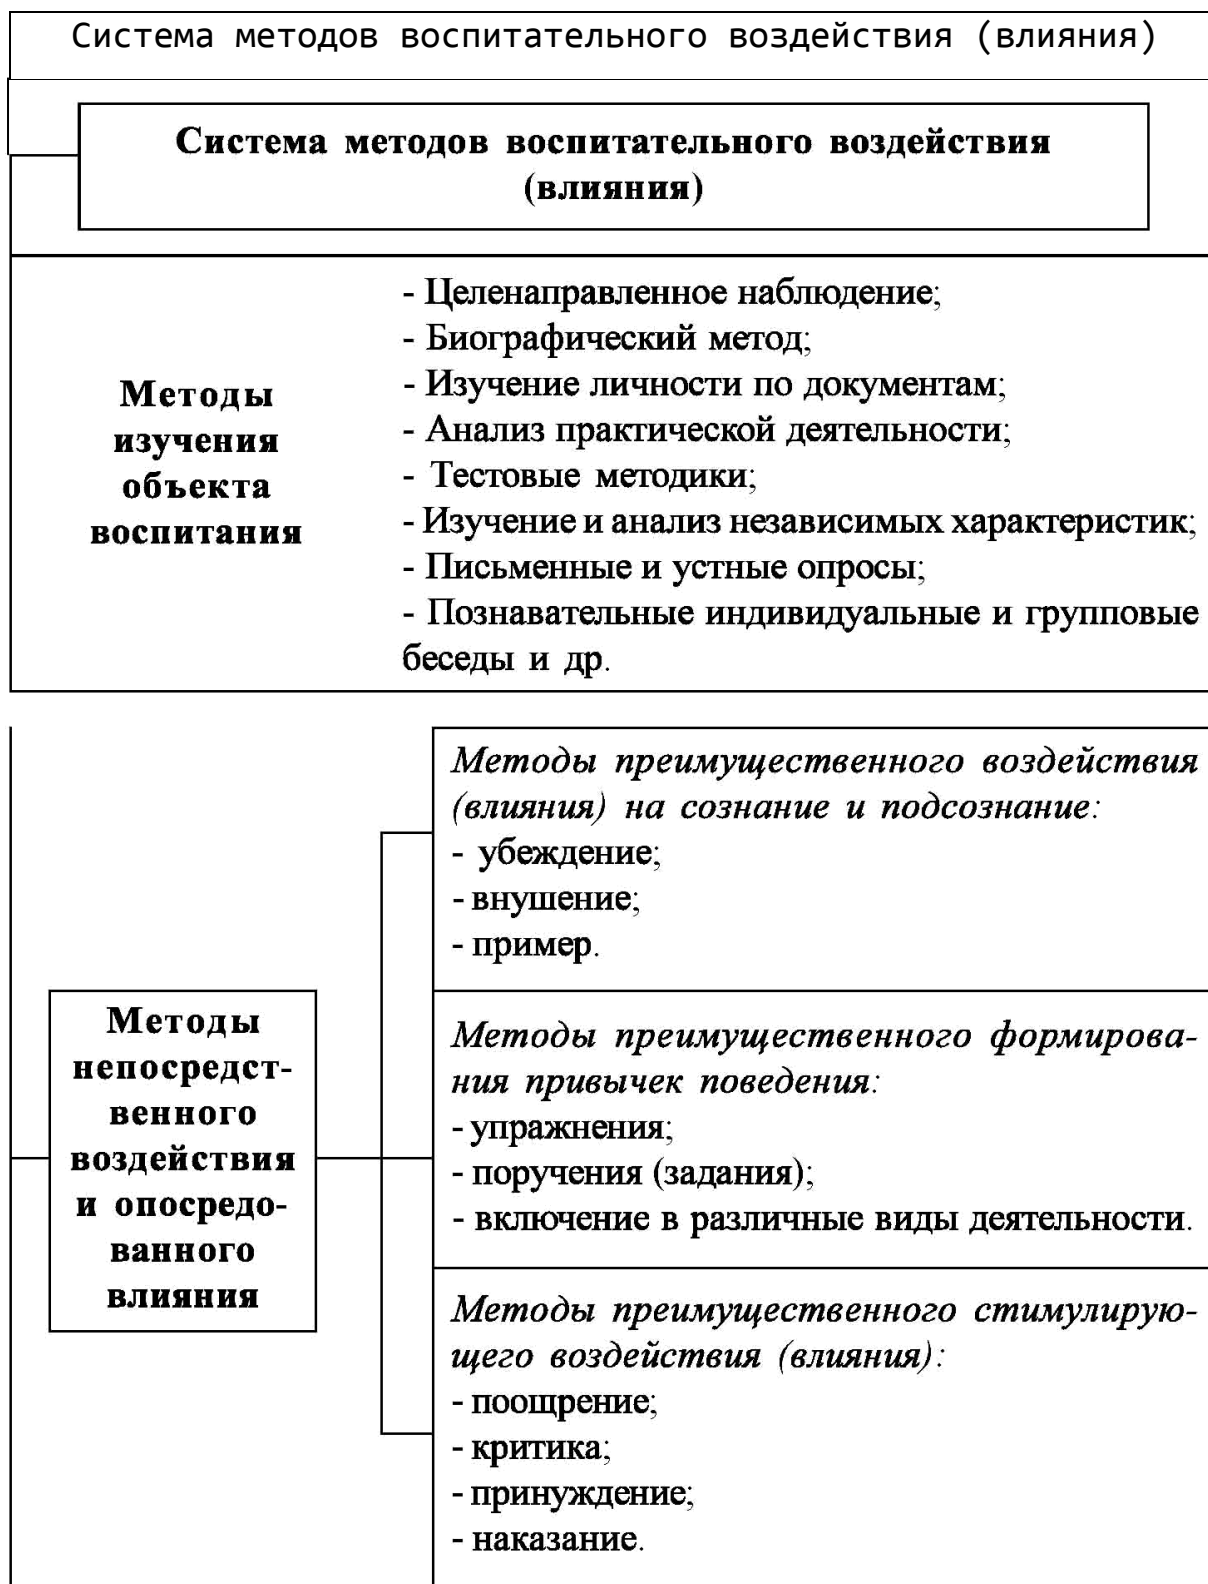 Система методов воспитательного воздействия (влияния)
Система методов воспитательного воздействия
(влияния)
Методы
изучения
объекта
воспитания
- Целенаправленное наблюдение;
- Биографический метод;
- Изучение личности по документам;
- Анализ практической деятельности;
- Тестовые методики;
- Изучение и анализ независимых характеристик;
- Письменные и устные опросы;
- Познавательные индивидуальные и групповые
беседы и др.
Методы
непосредст-
венного
воздействия
и опосредо-
ванного
влияния
Методы преимущественного воздействия
(влияния) на сознание и подсознание:
- убеждение;
- внушение;
- пример.
Методы преимущественного формирова-
ния привычек поведения:
- упражнения;
- поручения (задания);
- включение в различные виды деятельности.
Методы преимущественного стимулирую-
щего воздействия (влияния):
- поощрение;
- критика;
- принуждение;
- наказание.